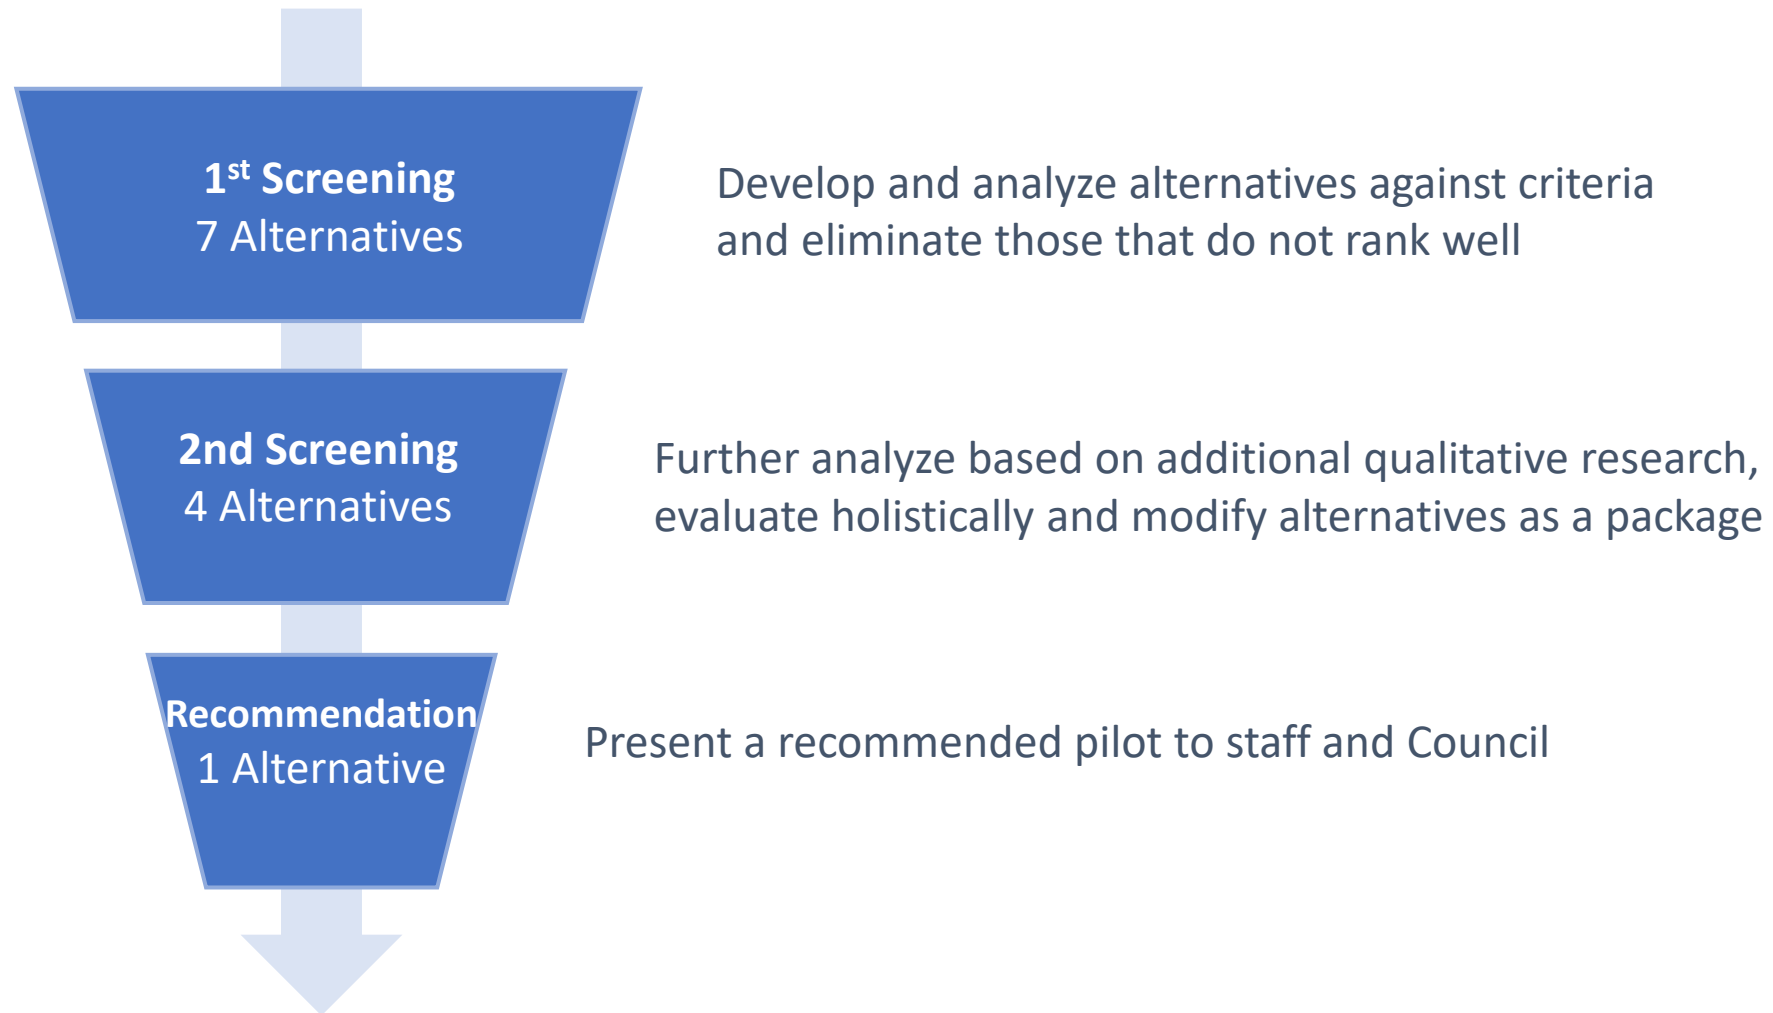 1st Screening
7 Alternatives
Develop and analyze alternatives against criteria
and eliminate those that do not rank well
2nd Screening
4 Alternatives
Further analyze based on additional qualitative research,
evaluate holistically and modify alternatives as a package
Recommendation
1 Alternative
Present a recommended pilot to staff and Council